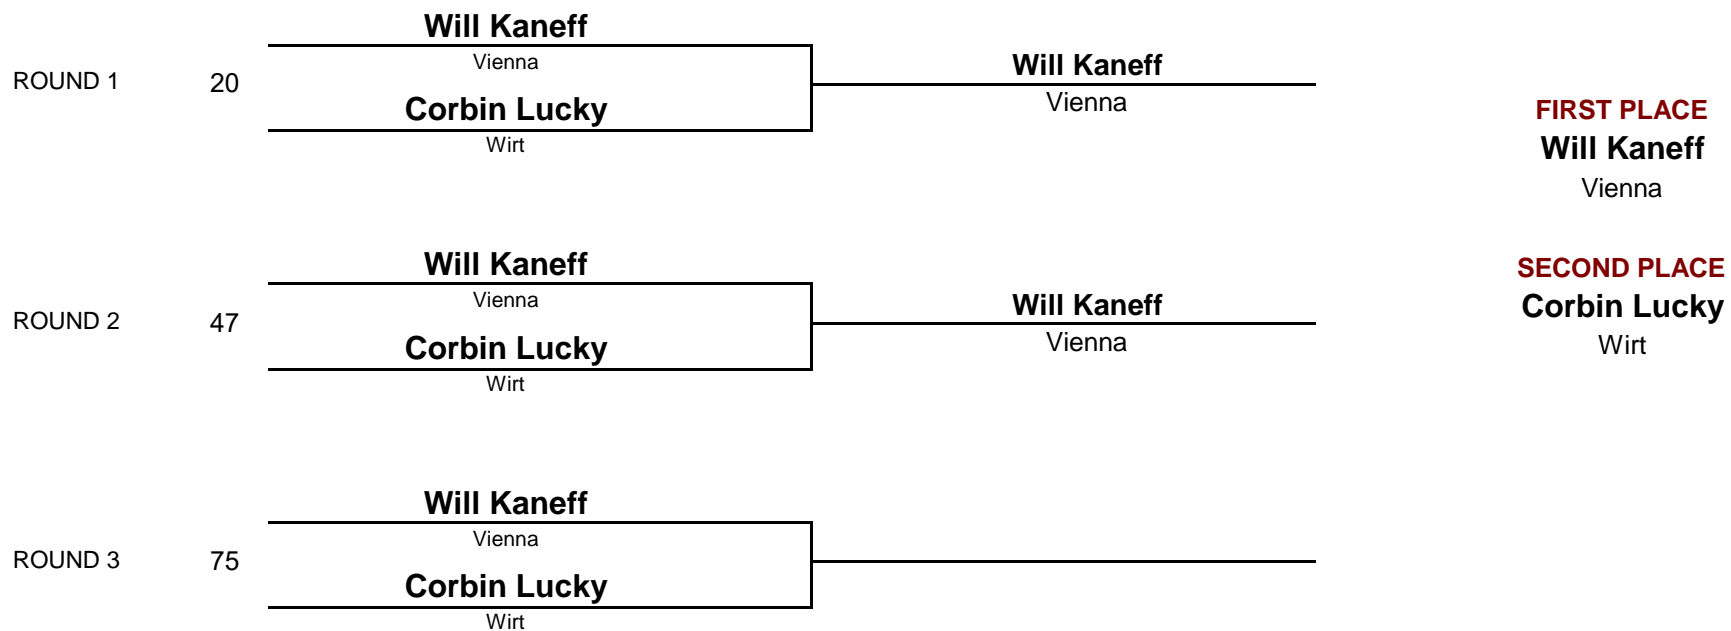 Will Kaneff
Vienna
ROUND 1 20
Corbin Lucky
Wirt
Will Kaneff
Vienna
FIRST PLACE
Will Kaneff
Vienna
Will Kaneff
Vienna
ROUND 2 47
Corbin Lucky
Wirt
Will Kaneff
Vienna
SECOND PLACE
Corbin Lucky
Wirt
Will Kaneff
Vienna
ROUND 3 75
Corbin Lucky
Wirt